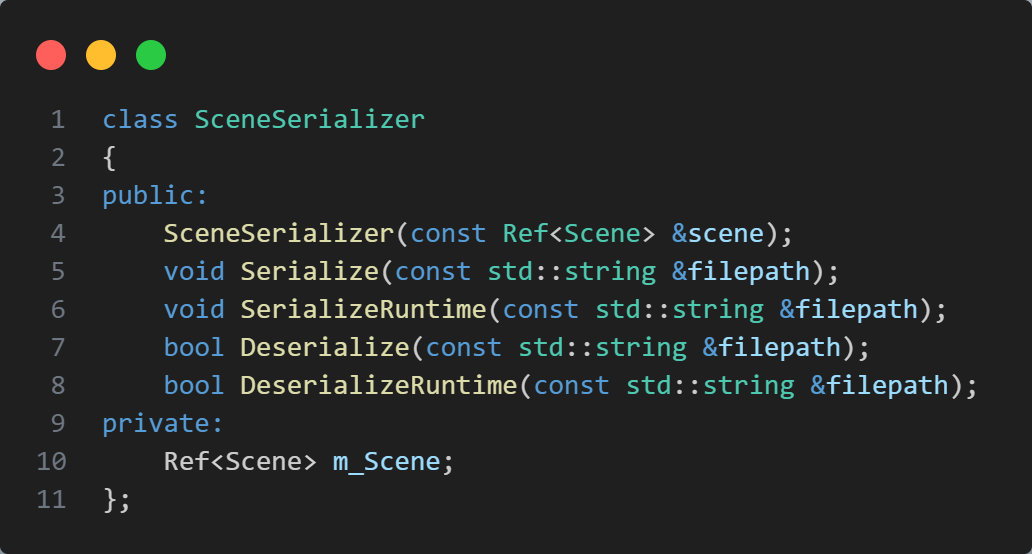 1 class SceneSerializer
2 {
3 public:
4     SceneSerializer(const Ref<Scene> &scene);
5     void Serialize(const std::string &filepath);
6     void SerializeRuntime(const std::string &filepath);
7     bool Deserialize(const std::string &filepath);
8     bool DeserializeRuntime(const std::string &filepath);
9 private:
10     Ref<Scene> m_Scene;
11 };